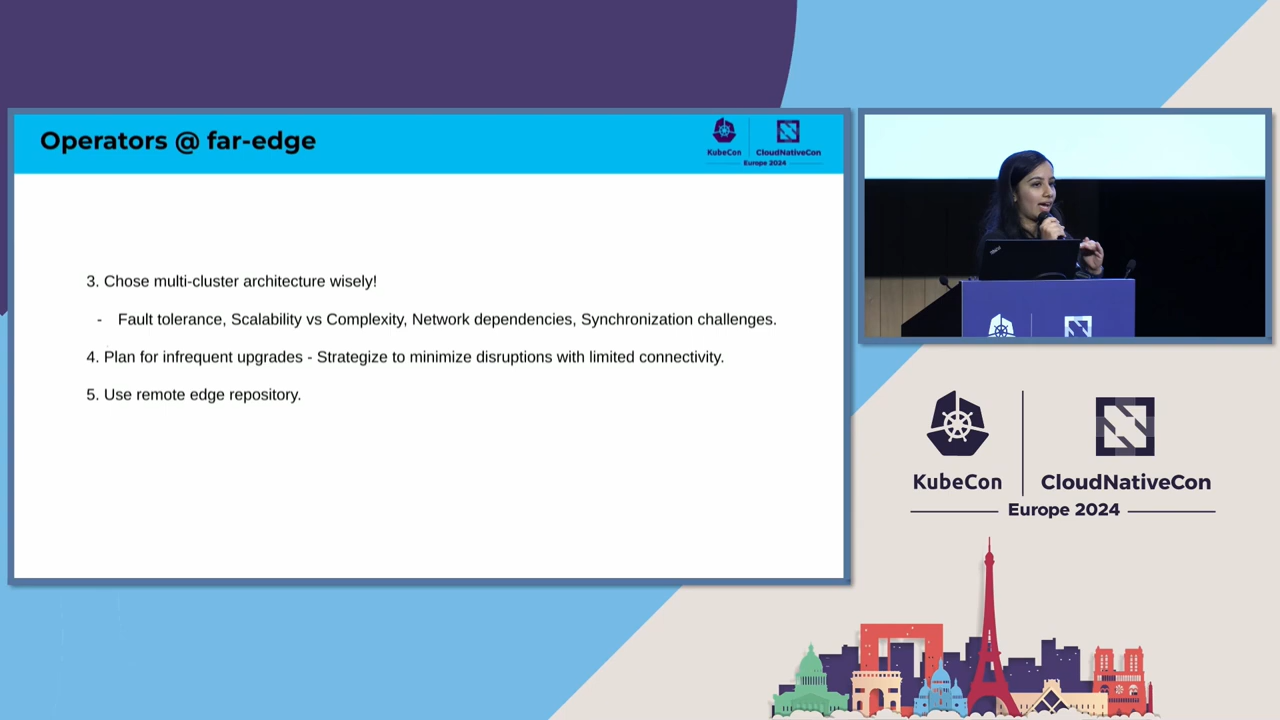 Operators @ far-edge
KubeCon
CloudNativeCon
Europe 2024
3. Chose multi-cluster architecture wisely!
- Fault tolerance, Scalability vs Complexity, Network dependencies, Synchronization challenges.
4. Plan for infrequent upgrades - Strategize to minimize disruptions with limited connectivity.
5. Use remote edge repository.
KubeCon
CloudNativeCon
Europe 2024